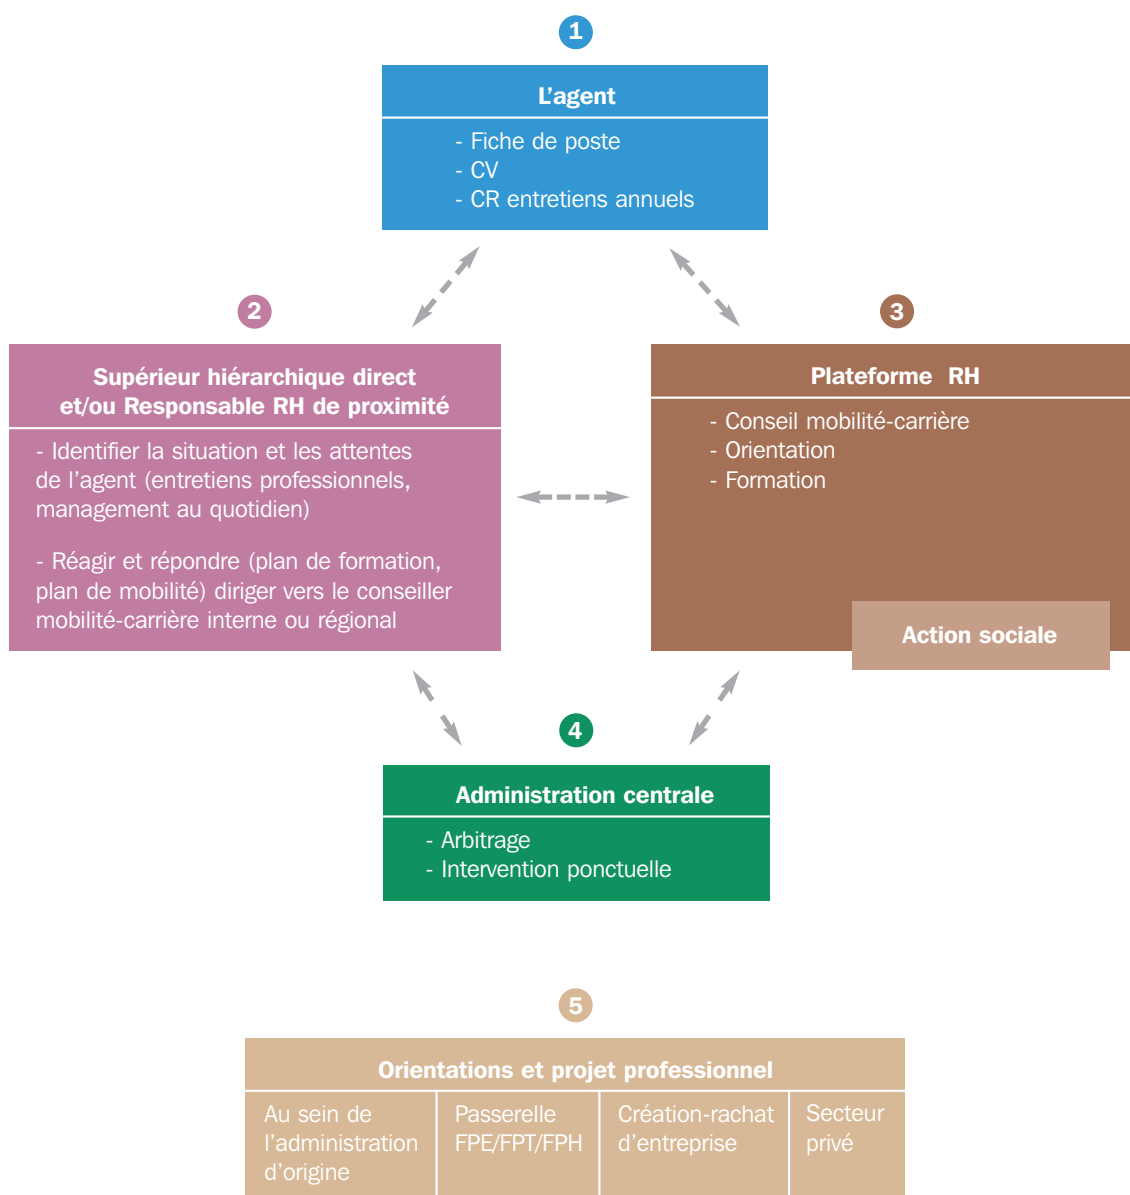 1
L’agent
- Fiche de poste
- CV
- CR entretiens annuels
2
Supérieur hiérarchique direct
et/ou Responsable RH de proximité
- Identifier la situation et les attentes
de l’agent (entretiens professionnels,
management au quotidien)
- Réagir et répondre (plan de formation,
plan de mobilité) diriger vers le conseiller
mobilité-carrière interne ou régional
3
Plateforme RH
- Conseil mobilité-carrière
- Orientation
- Formation
Action sociale
4
Administration centrale
- Arbitrage
- Intervention ponctuelle
5
Orientations et projet professionnel
Au sein de
l’administration
d’origine
Passerelle
FPE/FPT/FPH
Création-rachat
d’entreprise
Secteur
privé